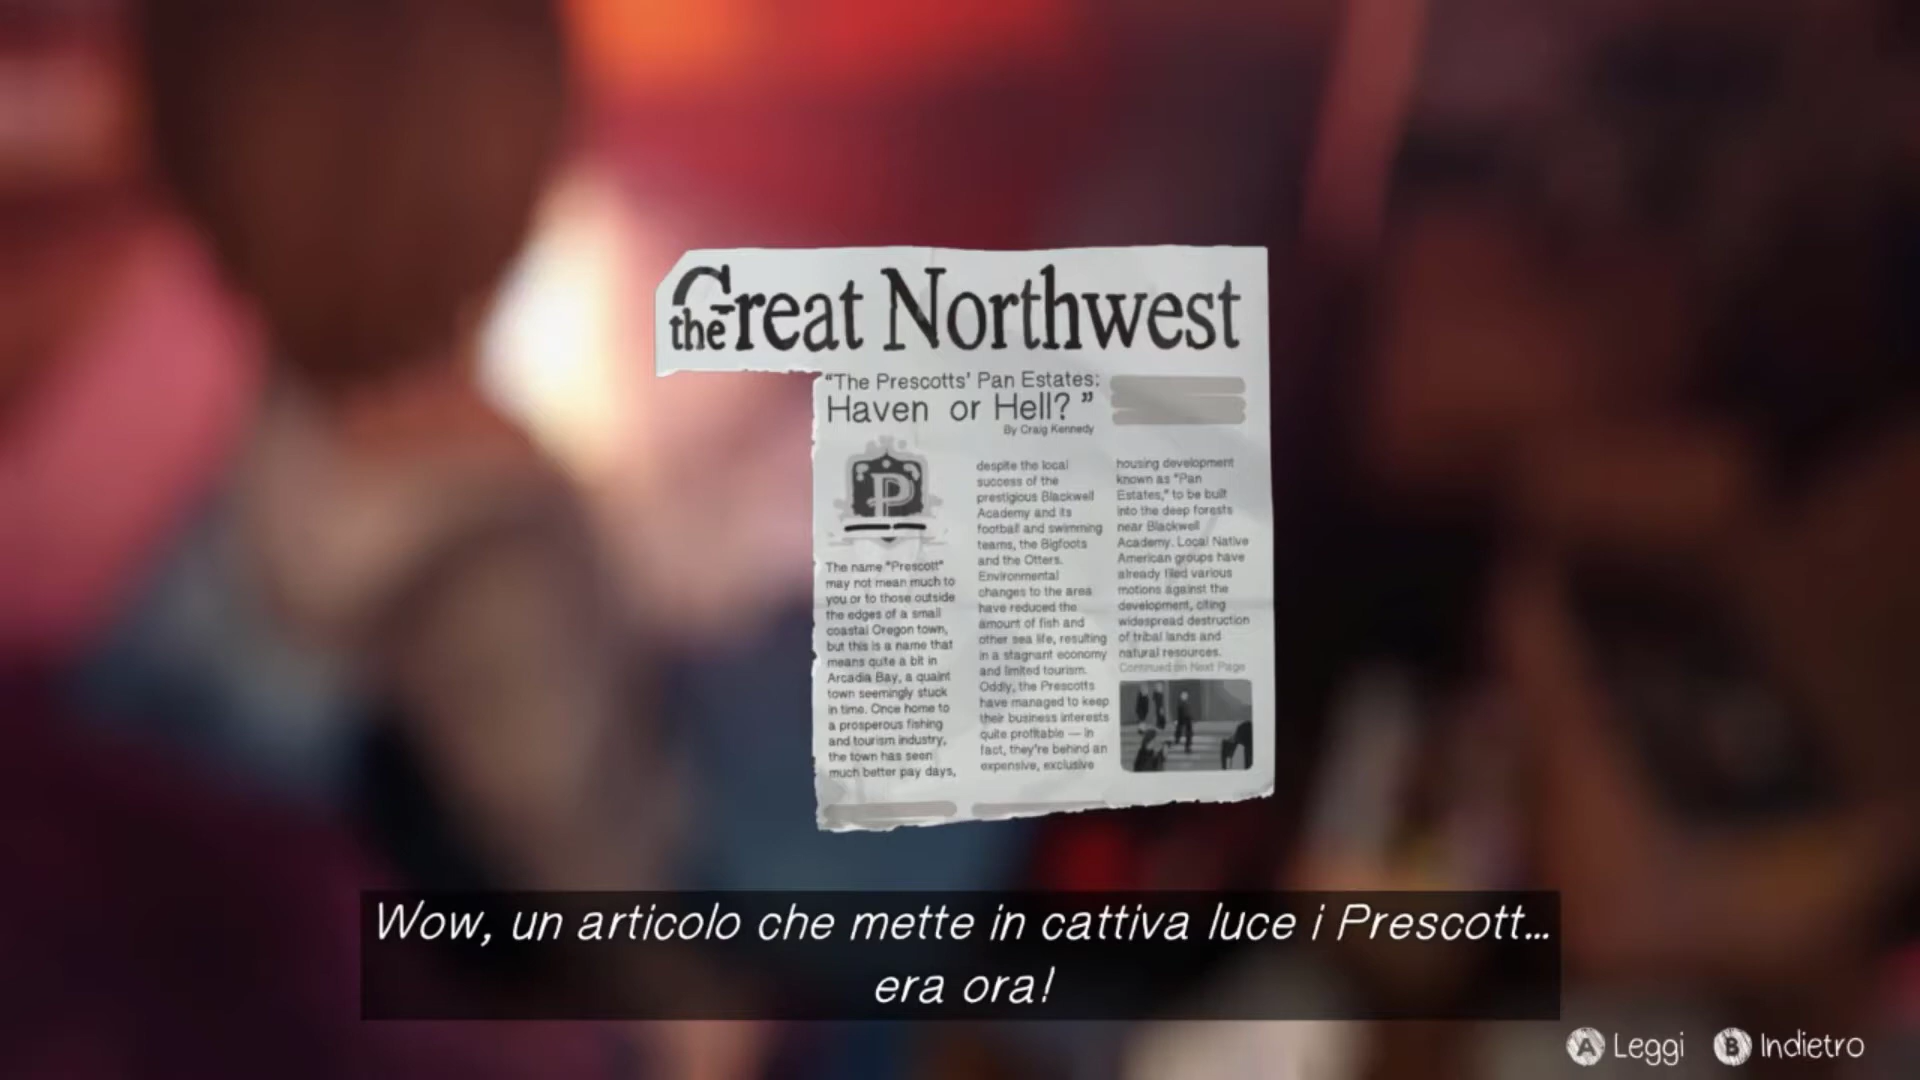 the Great Northwest
"The Prescotts' Pan Estates:
Haven or Hell?"
By Craig Kennedy
P
The name "Prescott"
may not mean much to
you or to those outside
the edges of a small
coastal Oregon town,
but this is a name that
means quite a bit in
Arcadia Bay, a quaint
town seemingly stuck
in time. Once home to
a prosperous fishing
and tourism industry,
the town has seen
much better pay days,
despite the local
success of the
prestigious Blackwell
Academy and its
football and swimming
teams, the Bigfoots
and the Otters.
Environmental
changes to the area
have reduced the
amount of fish and
other sea life, resulting
in a stagnant economy
and limited tourism.
Oddly, the Prescotts
have managed to keep
their business interests
quite profitable — in
fact, they're behind an
expensive, exclusive
housing development
known as "Pan
Estates," to be built
into the deep forests
near Blackwell
Academy. Local Native
American groups have
already filed various
motions against the
development, citing
widespread destruction
of tribal lands and
natural resources.
Continued on Next Page
Wow, un articolo che mette in cattiva luce i Prescott...
era ora!
A Leggi B Indietro